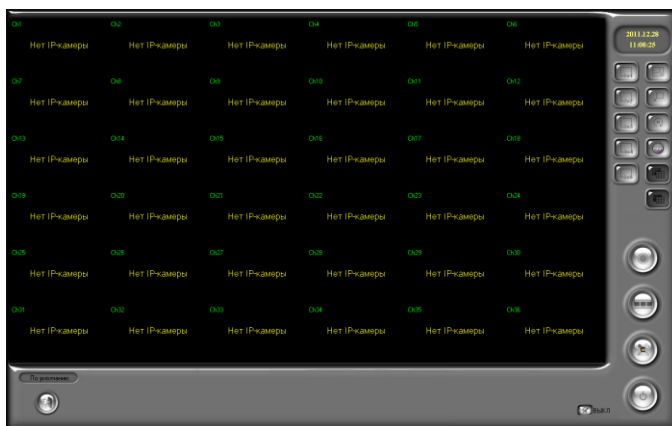 Ch1 Ch2 Ch3 Ch4 Ch5 Ch6
Нет IP-камеры Нет IP-камеры Нет IP-камеры Нет IP-камеры Нет IP-камеры Нет IP-камеры
2011.12.28
11:08:25
Ch7 Ch8 Ch9 Ch10 Ch11 Ch12
Нет IP-камеры Нет IP-камеры Нет IP-камеры Нет IP-камеры Нет IP-камеры Нет IP-камеры
Ch13 Ch14 Ch15 Ch16 Ch17 Ch18
Нет IP-камеры Нет IP-камеры Нет IP-камеры Нет IP-камеры Нет IP-камеры Нет IP-камеры
Ch19 Ch20 Ch21 Ch22 Ch23 Ch24
Нет IP-камеры Нет IP-камеры Нет IP-камеры Нет IP-камеры Нет IP-камеры Нет IP-камеры
Ch25 Ch26 Ch27 Ch28 Ch29 Ch30
Нет IP-камеры Нет IP-камеры Нет IP-камеры Нет IP-камеры Нет IP-камеры Нет IP-камеры
Ch31 Ch32 Ch33 Ch34 Ch35 Ch36
Нет IP-камеры Нет IP-камеры Нет IP-камеры Нет IP-камеры Нет IP-камеры Нет IP-камеры
По умолчанию
ВЫКЛ